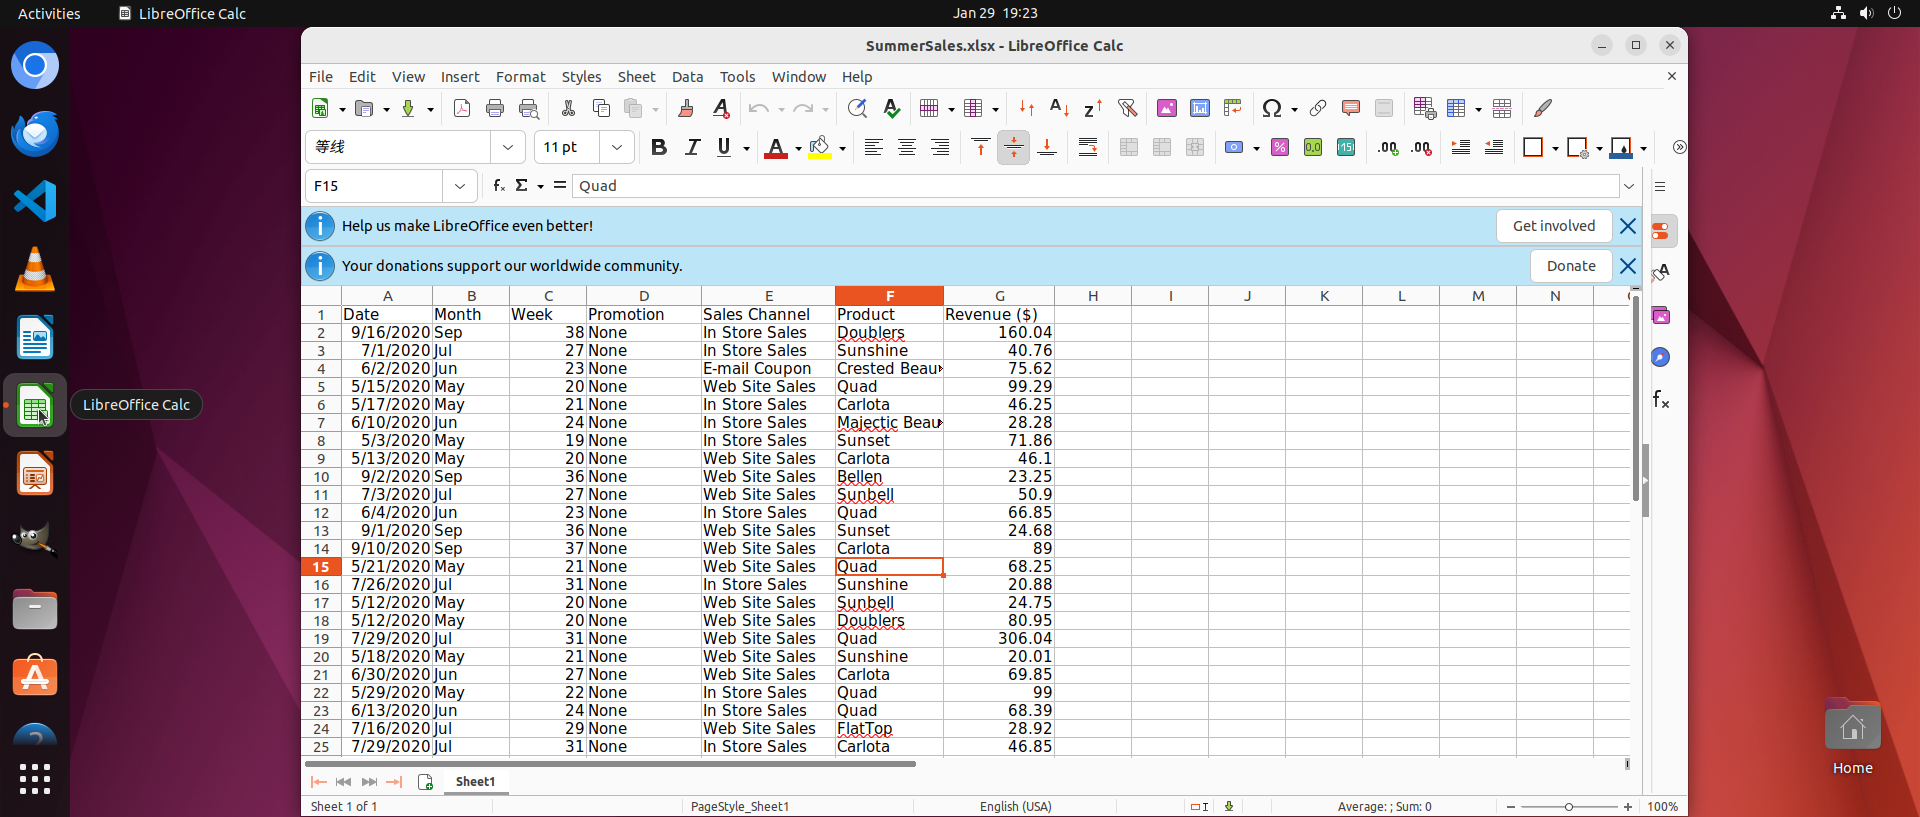 Activities LibreOffice Calc Jan 29 19:23
SummerSales.xlsx - LibreOffice Calc
File Edit View Insert Format Styles Sheet Data Tools Window Help
等线 11 pt
F15 Quad
Help us make LibreOffice even better! Get involved
Your donations support our worldwide community. Donate
A B C D E F G H I J K L M N
1 Date Month Week Promotion Sales Channel Product Revenue ($)
2 9/16/2020 Sep 38 None In Store Sales Doublers 160.04
3 7/1/2020 Jul 27 None In Store Sales Sunshine 40.76
4 6/2/2020 Jun 23 None E-mail Coupon Crested Beau 75.62
5 5/15/2020 May 20 None Web Site Sales Quad 99.29
6 5/17/2020 May 21 None In Store Sales Carlota 46.25
7 6/10/2020 Jun 24 None In Store Sales Majectic Beau 28.28
8 5/3/2020 May 19 None In Store Sales Sunset 71.86
9 5/13/2020 May 20 None Web Site Sales Carlota 46.1
10 9/2/2020 Sep 36 None Web Site Sales Bellen 23.25
11 7/3/2020 Jul 27 None Web Site Sales Sunbell 50.9
12 6/4/2020 Jun 23 None In Store Sales Quad 66.85
13 9/1/2020 Sep 36 None Web Site Sales Sunset 24.68
14 9/10/2020 Sep 37 None Web Site Sales Carlota 89
15 5/21/2020 May 21 None Web Site Sales Quad 68.25
16 7/26/2020 Jul 31 None In Store Sales Sunshine 20.88
17 5/12/2020 May 20 None Web Site Sales Sunbell 24.75
18 5/12/2020 May 20 None Web Site Sales Doublers 80.95
19 7/29/2020 Jul 31 None Web Site Sales Quad 306.04
20 5/18/2020 May 21 None Web Site Sales Sunshine 20.01
21 6/30/2020 Jun 27 None Web Site Sales Carlota 69.85
22 5/29/2020 May 22 None In Store Sales Quad 99
23 6/13/2020 Jun 24 None In Store Sales Quad 68.39
24 7/16/2020 Jul 29 None Web Site Sales FlatTop 28.92
25 7/29/2020 Jul 31 None In Store Sales Carlota 46.85
Sheet1
Sheet 1 of 1 PageStyle_Sheet1 English (USA) Average: ; Sum: 0 100%
LibreOffice Calc
Home